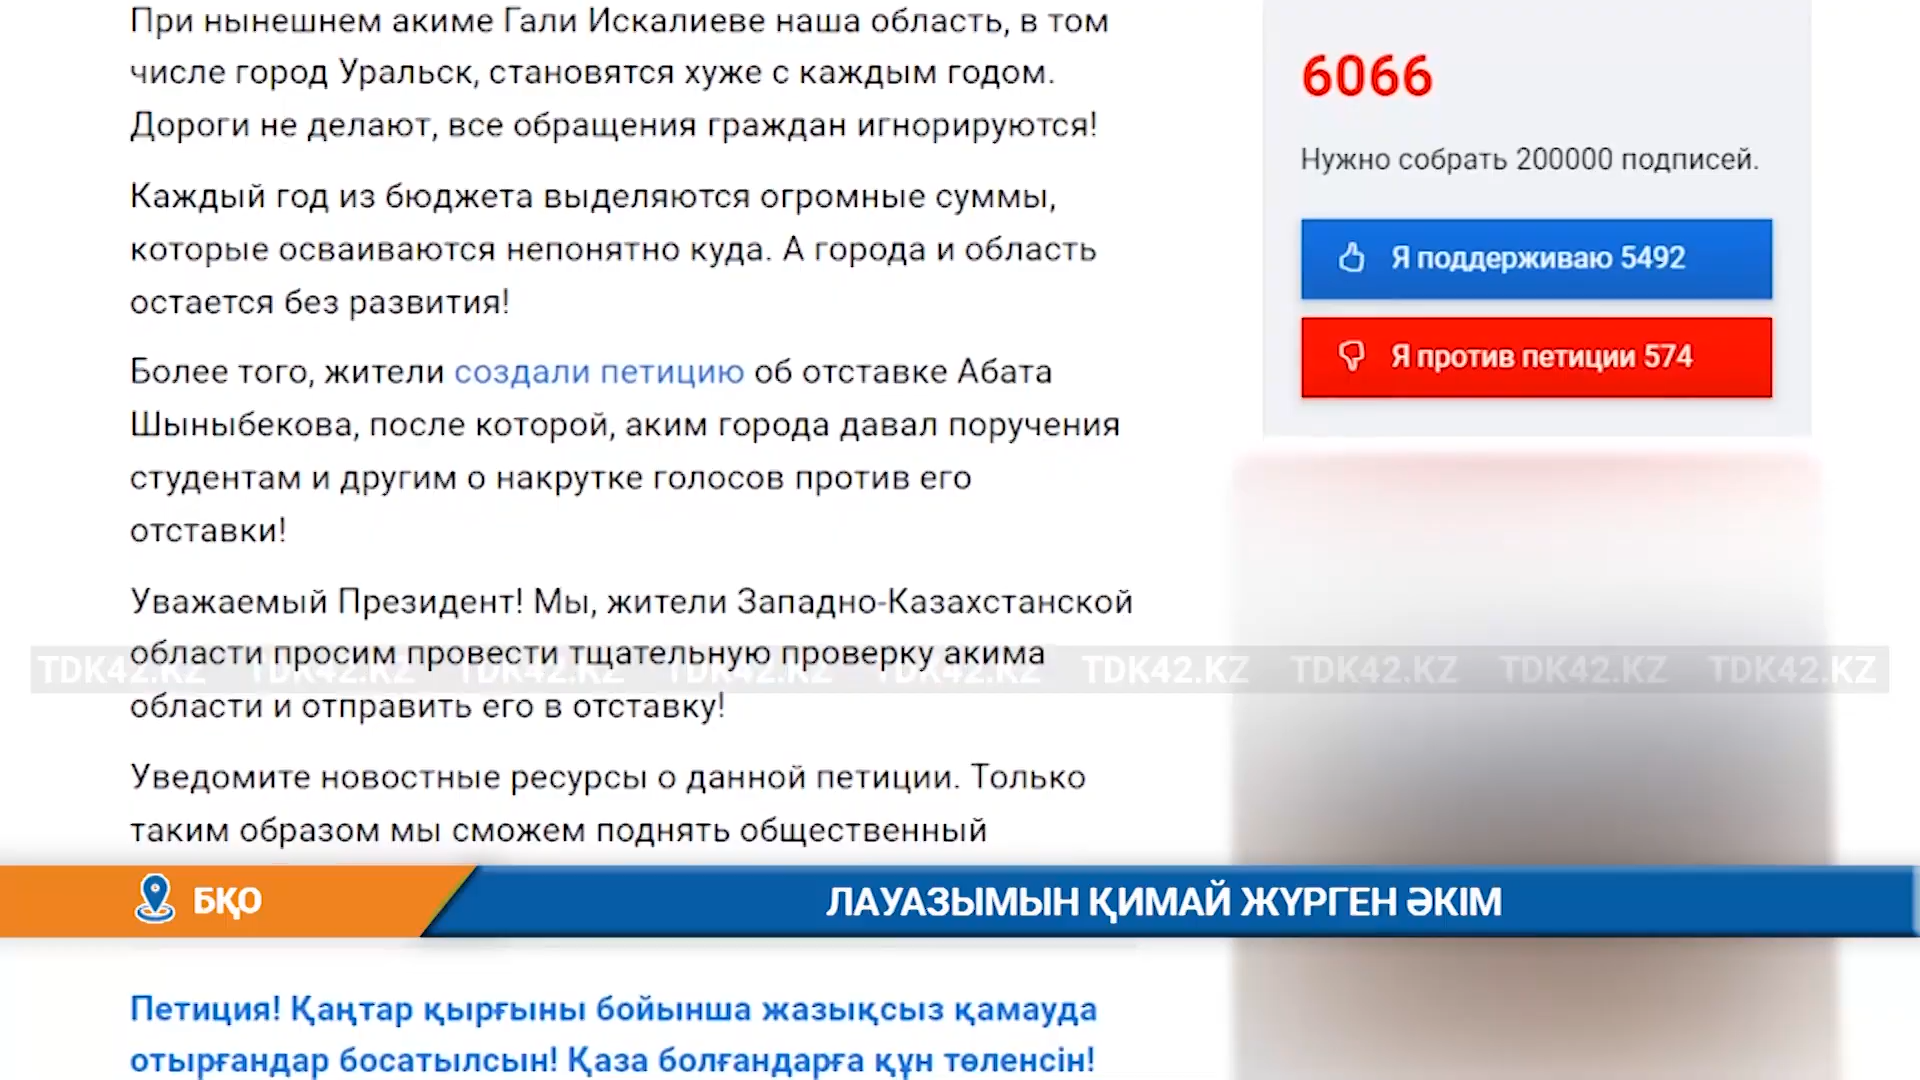 При нынешнем акиме Гали Искалиеве наша область, в том
числе город Уральск, становятся хуже с каждым годом.
Дороги не делают, все обращения граждан игнорируются!
Каждый год из бюджета выделяются огромные суммы,
которые осваиваются непонятно куда. А города и область
остается без развития!
Более того, жители создали петицию об отставке Абата
Шыныбекова, после которой, аким города давал поручения
студентам и другим о накрутке голосов против его
отставки!
Уважаемый Президент! Мы, жители Западно-Казахстанской
области просим провести тщательную проверку акима
области и отправить его в отставку!
Уведомите новостные ресурсы о данной петиции. Только
таким образом мы сможем поднять общественный
6066
Нужно собрать 200000 подписей.
Я поддерживаю 5492
Я против петиции 574
TDK42.KZ TDK42.KZ TDK42.KZ TDK42.KZ TDK42.KZ TDK42.KZ TDK42.KZ TDK42.KZ TDK42.KZ
БҚО
ЛАУАЗЫМЫН ҚИМАЙ ЖҮРГЕН ӘКІМ
Петиция! Қаңтар қырғыны бойынша жазықсыз қамауда
отырғандар босатылсын! Қаза болғандарға құн төленсін!